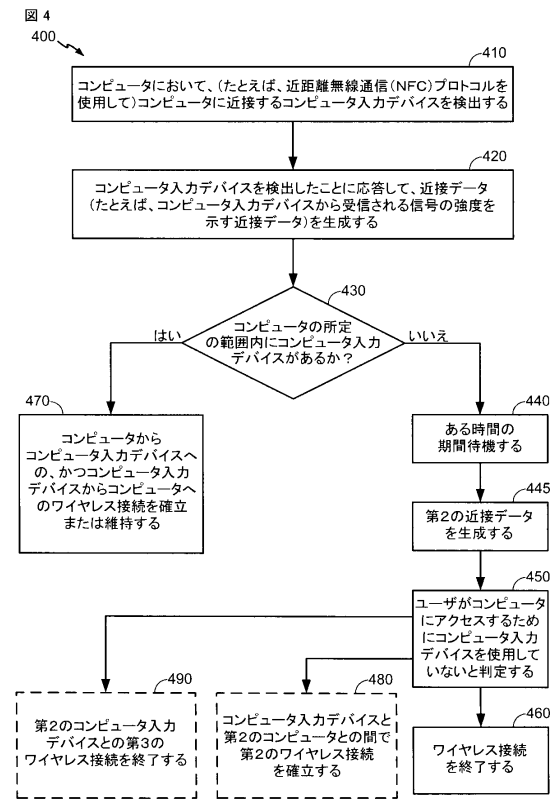 図 4
400
410
コンピュータにおいて、(たとえば、近距離無線通信(NFC)プロトコルを
使用して)コンピュータに近接するコンピュータ入力デバイスを検出する
420
コンピュータ入力デバイスを検出したことに応答して、近接データ
(たとえば、コンピュータ入力デバイスから受信される信号の強度を
示す近接データ)を生成する
430
コンピュータの所定
の範囲内にコンピュータ入力
デバイスがあるか?
はい
いいえ
470
コンピュータから
コンピュータ入力デバイスへ
の、かつコンピュータ入力
デバイスからコンピュータへ
のワイヤレス接続を確立
または維持する
440
ある時間の
期間待機する
445
第2の近接データ
を生成する
450
ユーザがコンピュータ
にアクセスするため
にコンピュータ入力
デバイスを使用して
いないと判定する
490
第2のコンピュータ入力
デバイスとの第3の
ワイヤレス接続を終了する
480
コンピュータ入力デバイスと
第2のコンピュータとの間で
第2のワイヤレス接続
を確立する
460
ワイヤレス接続
を終了する